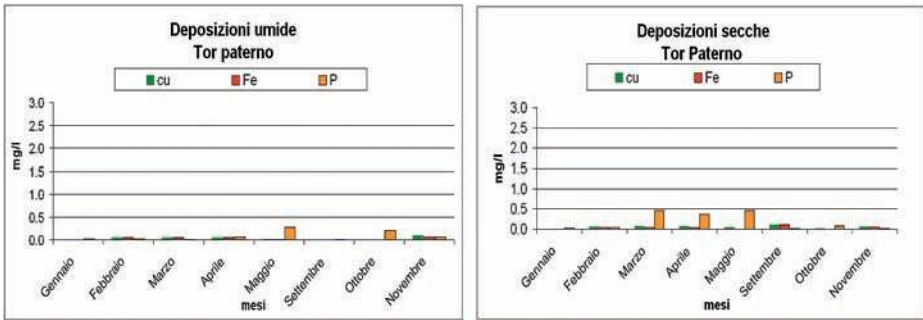 Deposizioni umide
Tor paterno
cu Fe P
3.0
2.5
2.0
1.5
1.0
0.5
0.0
mg/l
Gennaio Febbraio Marzo Aprile Maggio Settembre Ottobre Novembre
mesi
Deposizioni secche
Tor Paterno
cu Fe P
3.0
2.5
2.0
1.5
1.0
0.5
0.0
mg/l
Gennaio Febbraio Marzo Aprile Maggio Settembre Ottobre Novembre
mesi